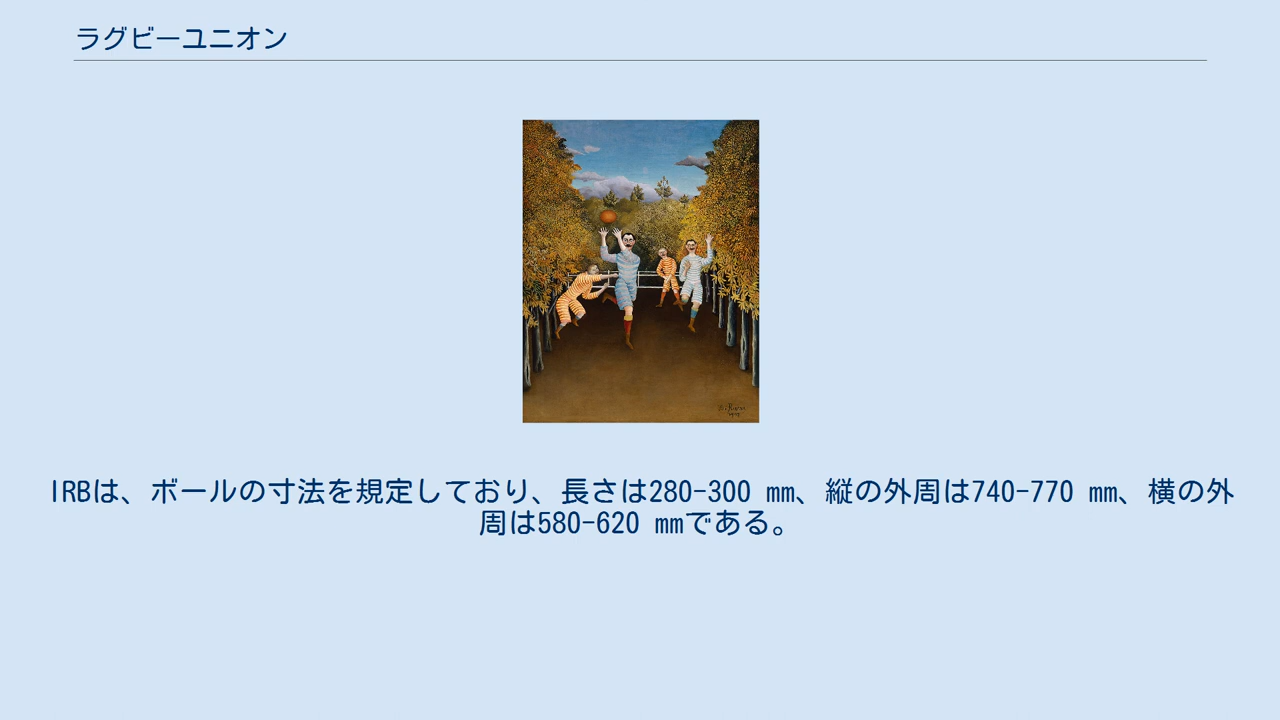 ラグビーユニオン
IRBは、ボールの寸法を規定しており、長さは280-300 mm、縦の外周は740-770 mm、横の外
周は580-620 mmである。